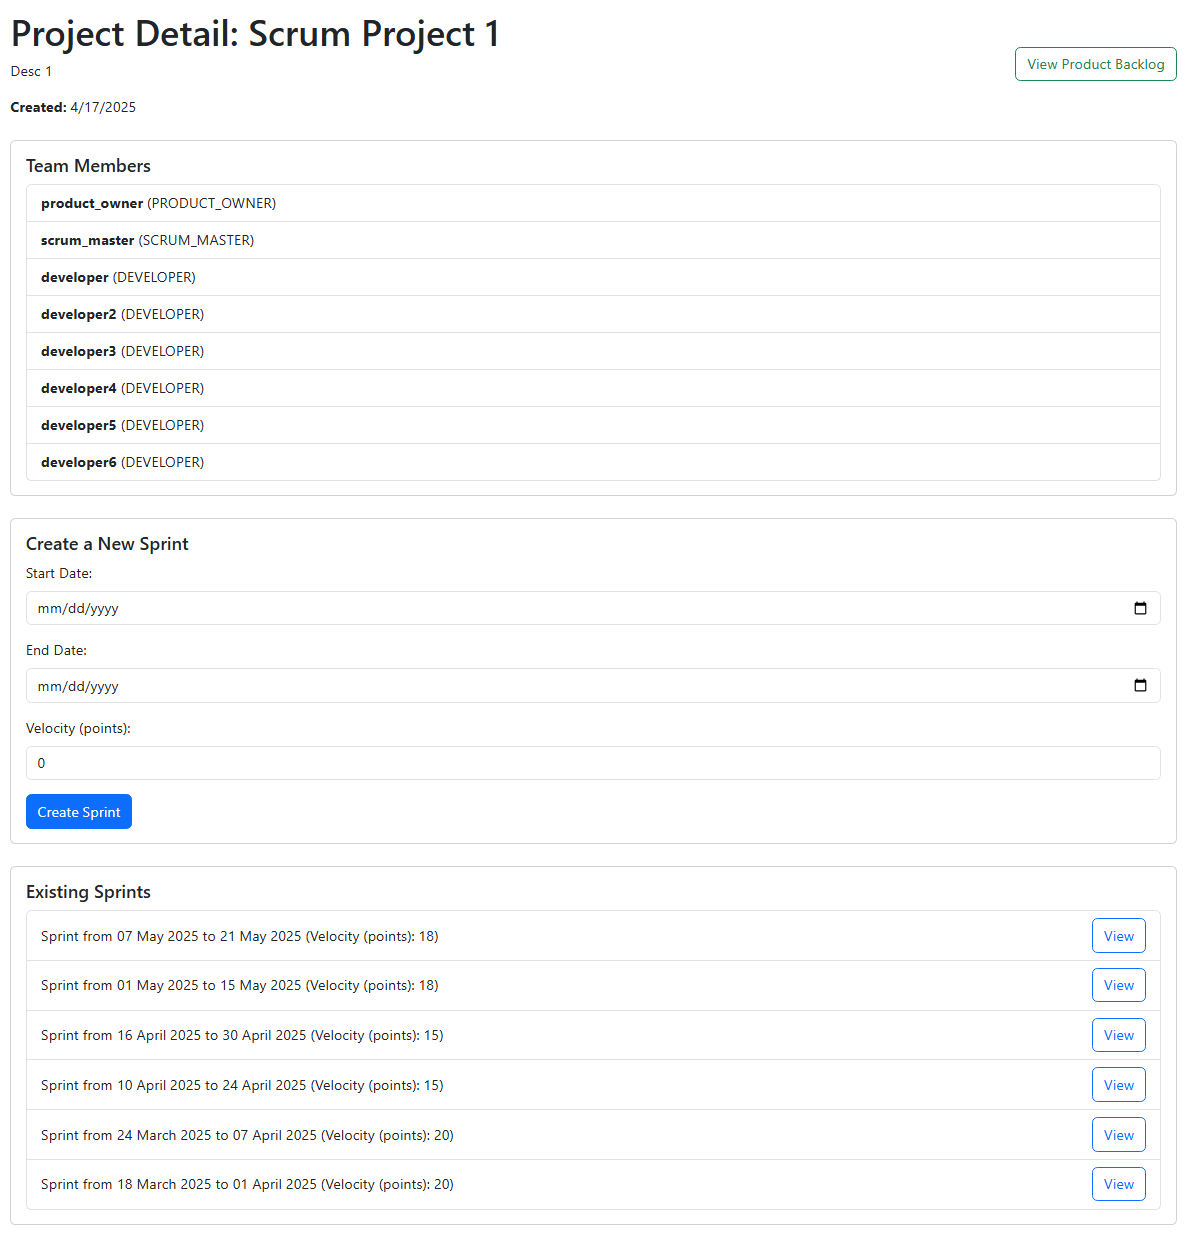 Project Detail: Scrum Project 1
Desc 1
View Product Backlog
Created: 4/17/2025
Team Members
product_owner (PRODUCT_OWNER)
scrum_master (SCRUM_MASTER)
developer (DEVELOPER)
developer2 (DEVELOPER)
developer3 (DEVELOPER)
developer4 (DEVELOPER)
developer5 (DEVELOPER)
developer6 (DEVELOPER)
Create a New Sprint
Start Date:
mm/dd/yyyy
End Date:
mm/dd/yyyy
Velocity (points):
0
Create Sprint
Existing Sprints
Sprint from 07 May 2025 to 21 May 2025 (Velocity (points): 18) View
Sprint from 01 May 2025 to 15 May 2025 (Velocity (points): 18) View
Sprint from 16 April 2025 to 30 April 2025 (Velocity (points): 15) View
Sprint from 10 April 2025 to 24 April 2025 (Velocity (points): 15) View
Sprint from 24 March 2025 to 07 April 2025 (Velocity (points): 20) View
Sprint from 18 March 2025 to 01 April 2025 (Velocity (points): 20) View